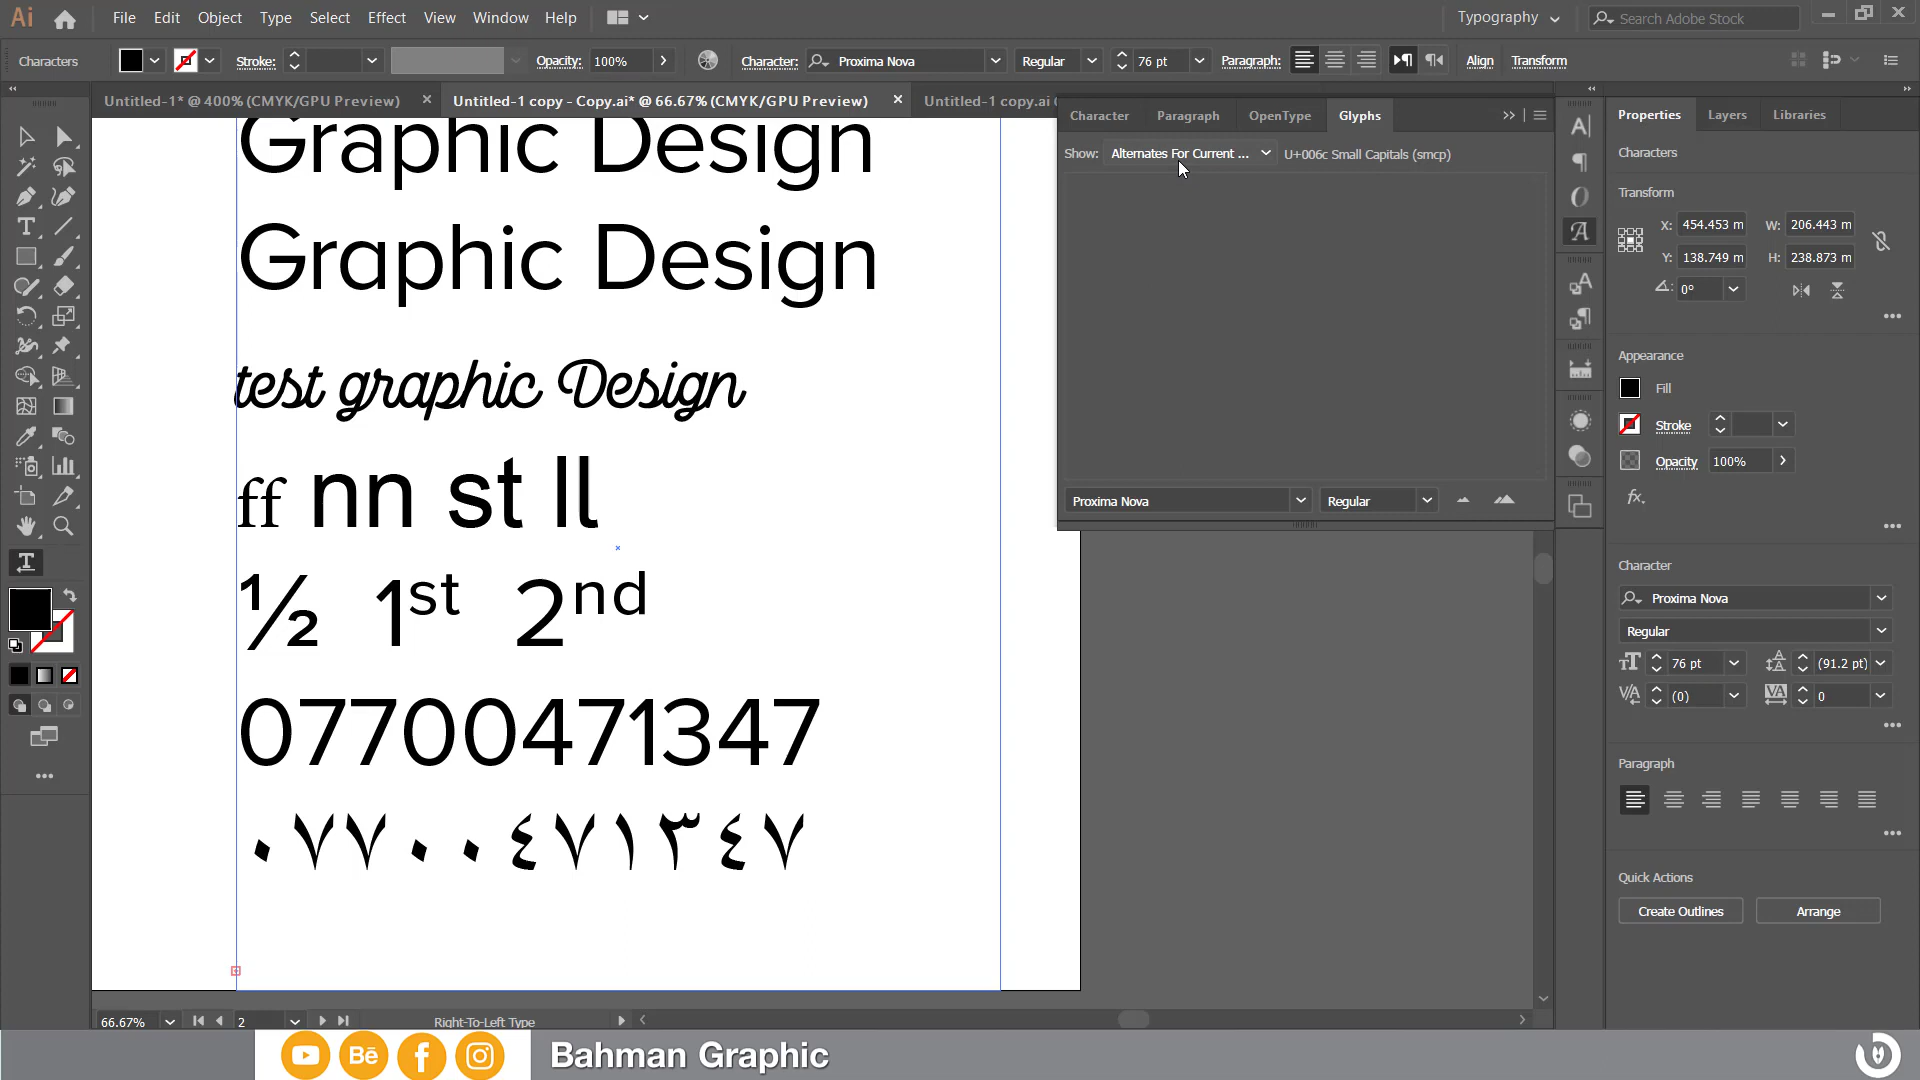 Ai File Edit Object Type Select Effect View Window Help Typography Search Adobe Stock
Characters Stroke: Opacity: 100% Character: Proxima Nova Regular 76 pt Paragraph: Align Transform
Untitled-1* @ 400% (CMYK/GPU Preview) × Untitled-1 copy - Copy.ai* @ 66.67% (CMYK/GPU Preview) × Untitled-1 copy.ai
Character Paragraph OpenType Glyphs
Show: Alternates For Current ... U+006c Small Capitals (smcp)
Proxima Nova Regular
Graphic Design
Graphic Design
test graphic Design
ff nn st ll
½ 1st 2nd
07700471347
٠٧٧٠٠٤٧١٣٤٧
Properties Layers Libraries
Characters
Transform
X: 454.453 m W: 206.443 m
Y: 138.749 m H: 238.873 m
0°
Appearance
Fill
Stroke
Opacity 100%
fx
Character
Proxima Nova
Regular
76 pt (91.2 pt)
(0) 0
Paragraph
Quick Actions
Create Outlines Arrange
66.67% 2 Right-To-Left Type
Bē Bahman Graphic